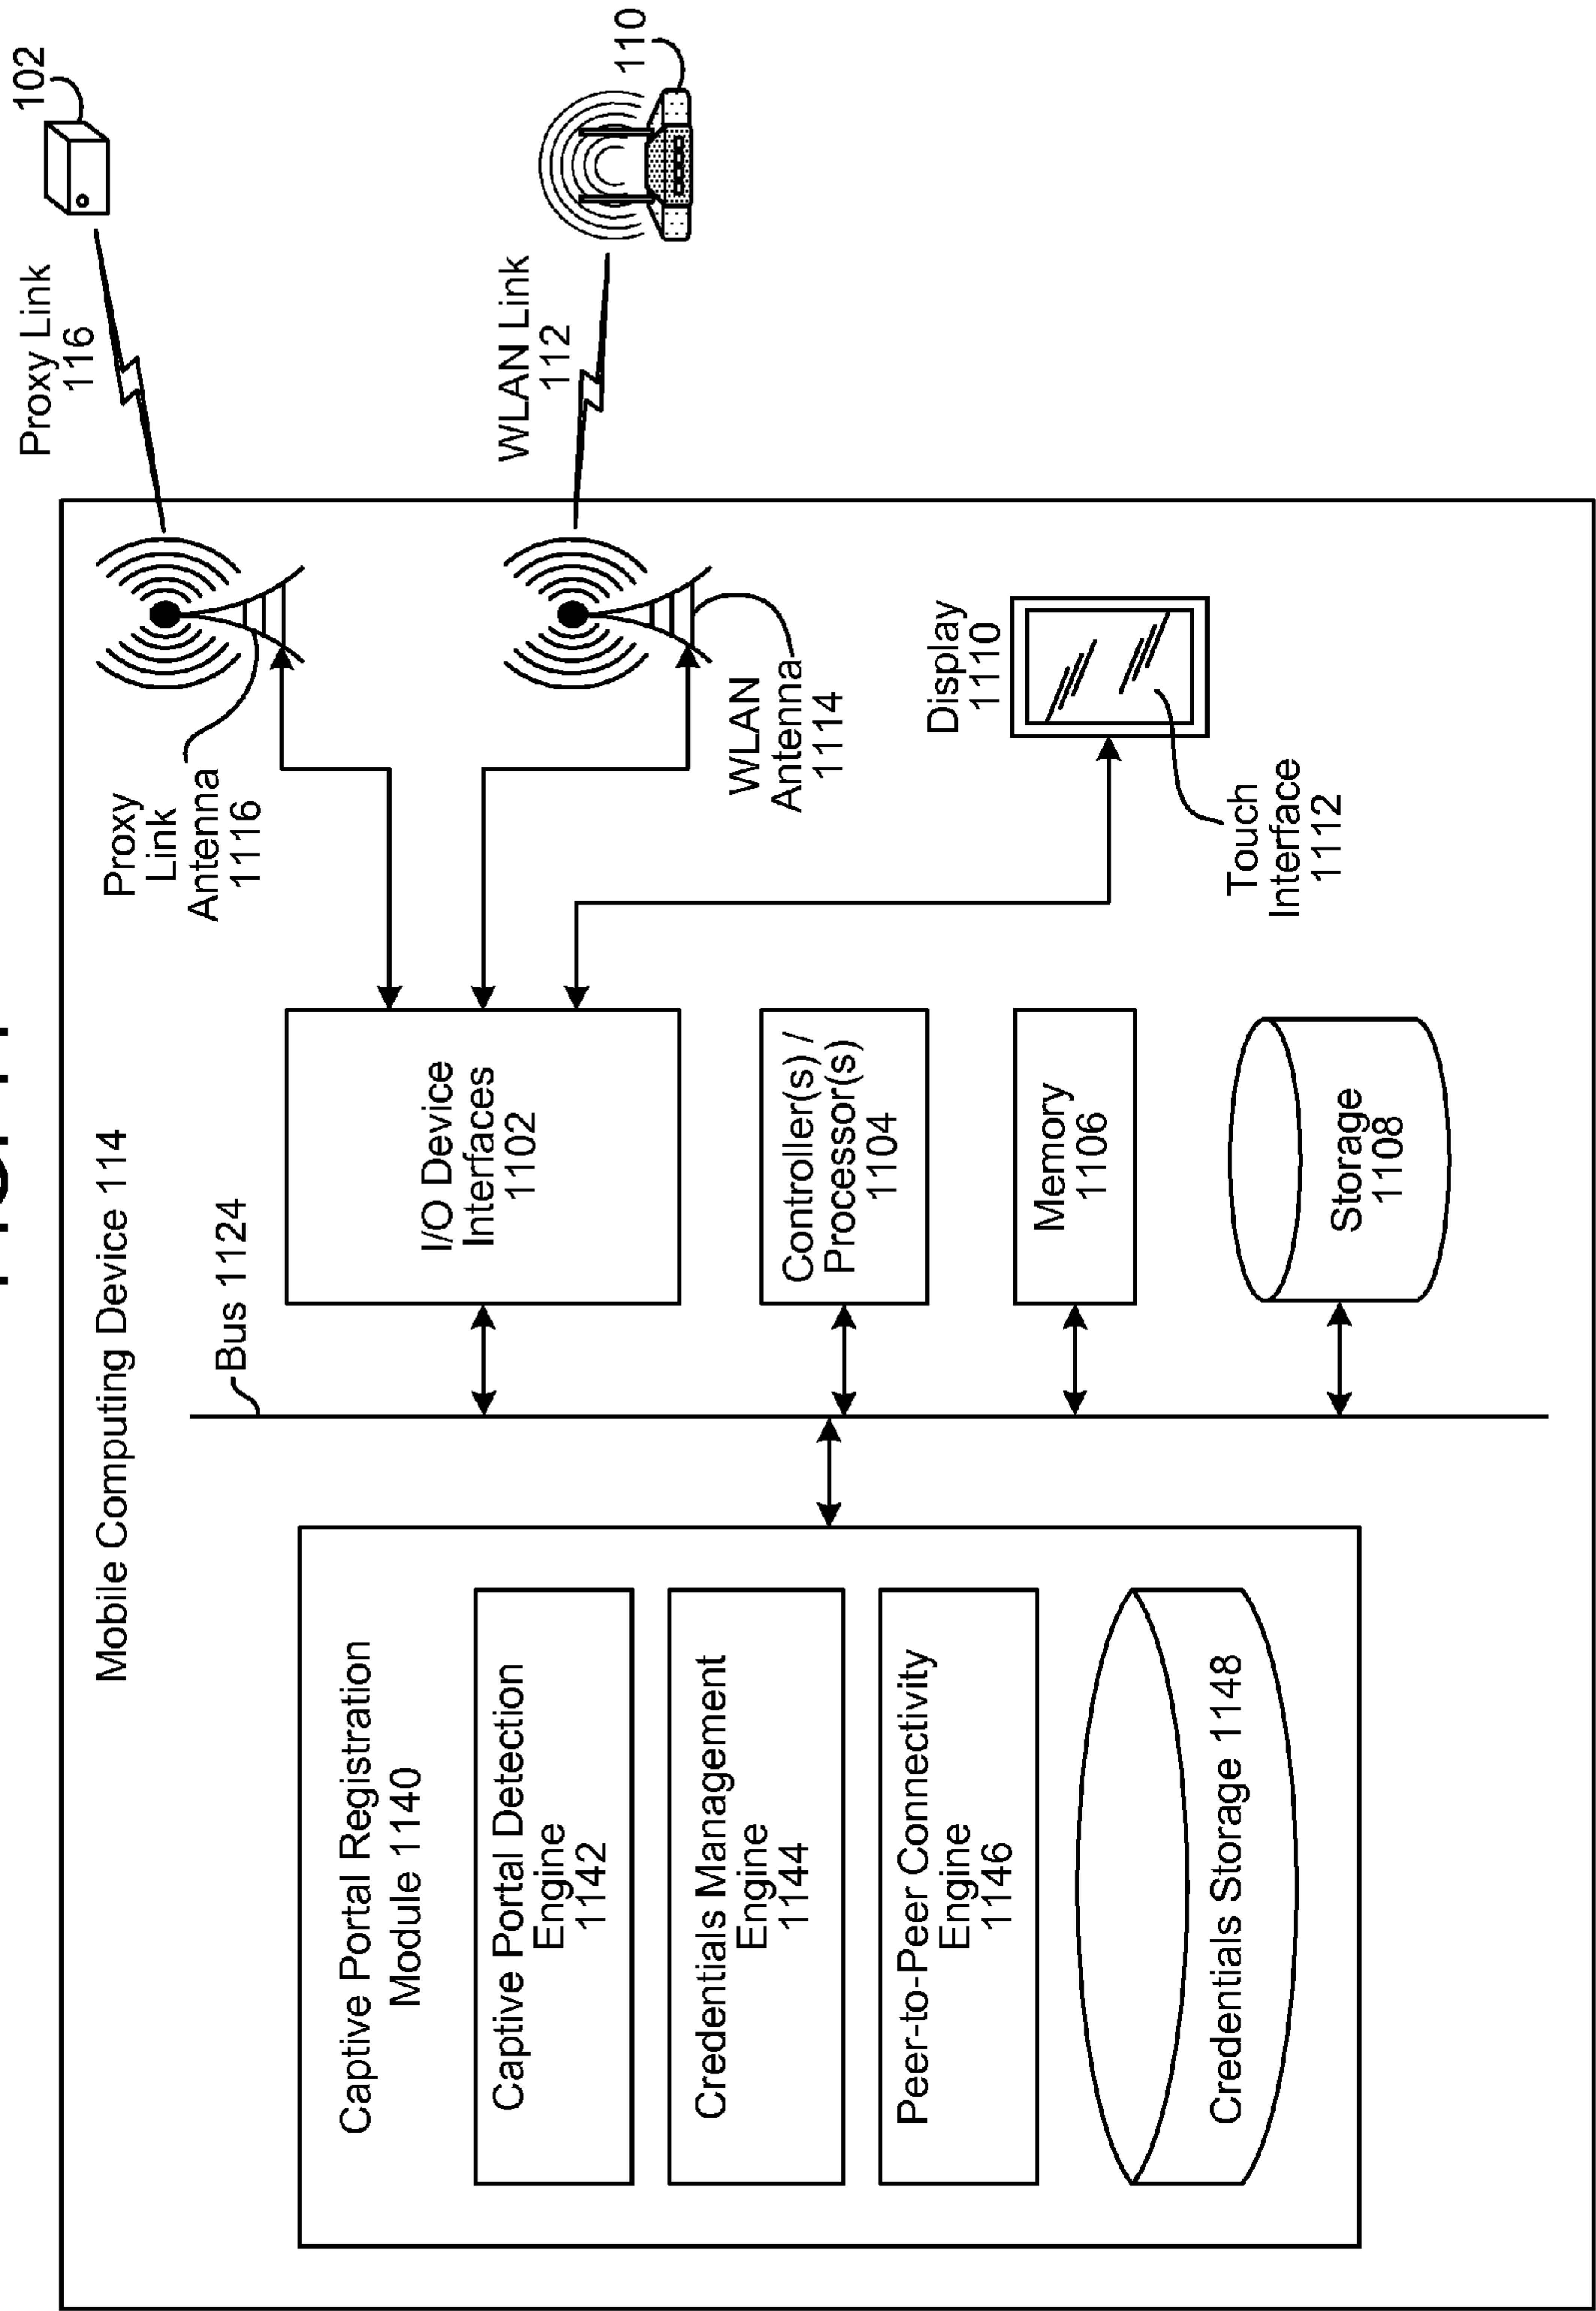 Mobile Computing Device 114
Bus 1124
Captive Portal Registration
Module 1140
Captive Portal Detection
Engine
1142
Credentials Management
Engine
1144
Peer-to-Peer Connectivity
Engine
1146
Credentials Storage 1148
I/O Device
Interfaces
1102
Controller(s) /
Processor(s)
1104
Memory
1106
Storage
1108
Proxy
Link
Antenna
1116
WLAN
Antenna
1114
Display
1110
Touch
Interface
1112
Proxy Link
116
102
WLAN Link
112
110